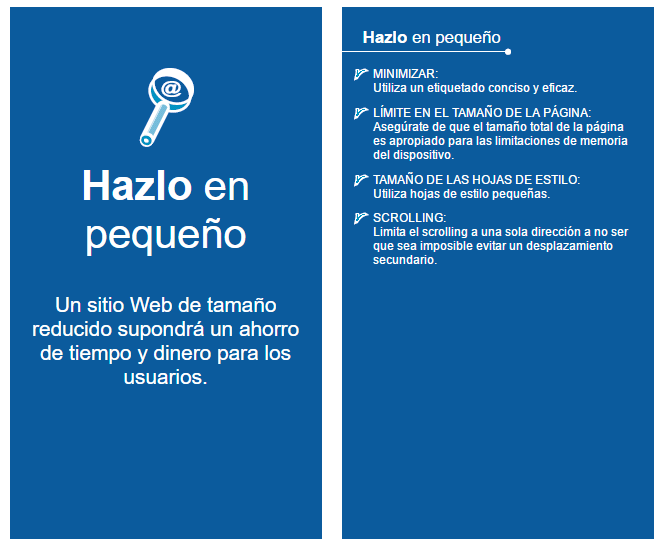 @
Hazlo en
pequeño
Un sitio Web de tamaño
reducido supondrá un ahorro
de tiempo y dinero para los
usuarios.
Hazlo en pequeño
MINIMIZAR:
Utiliza un etiquetado conciso y eficaz.
LÍMITE EN EL TAMAÑO DE LA PÁGINA:
Asegúrate de que el tamaño total de la página
es apropiado para las limitaciones de memoria
del dispositivo.
TAMAÑO DE LAS HOJAS DE ESTILO:
Utiliza hojas de estilo pequeñas.
SCROLLING:
Limita el scrolling a una sola dirección a no ser
que sea imposible evitar un desplazamiento
secundario.